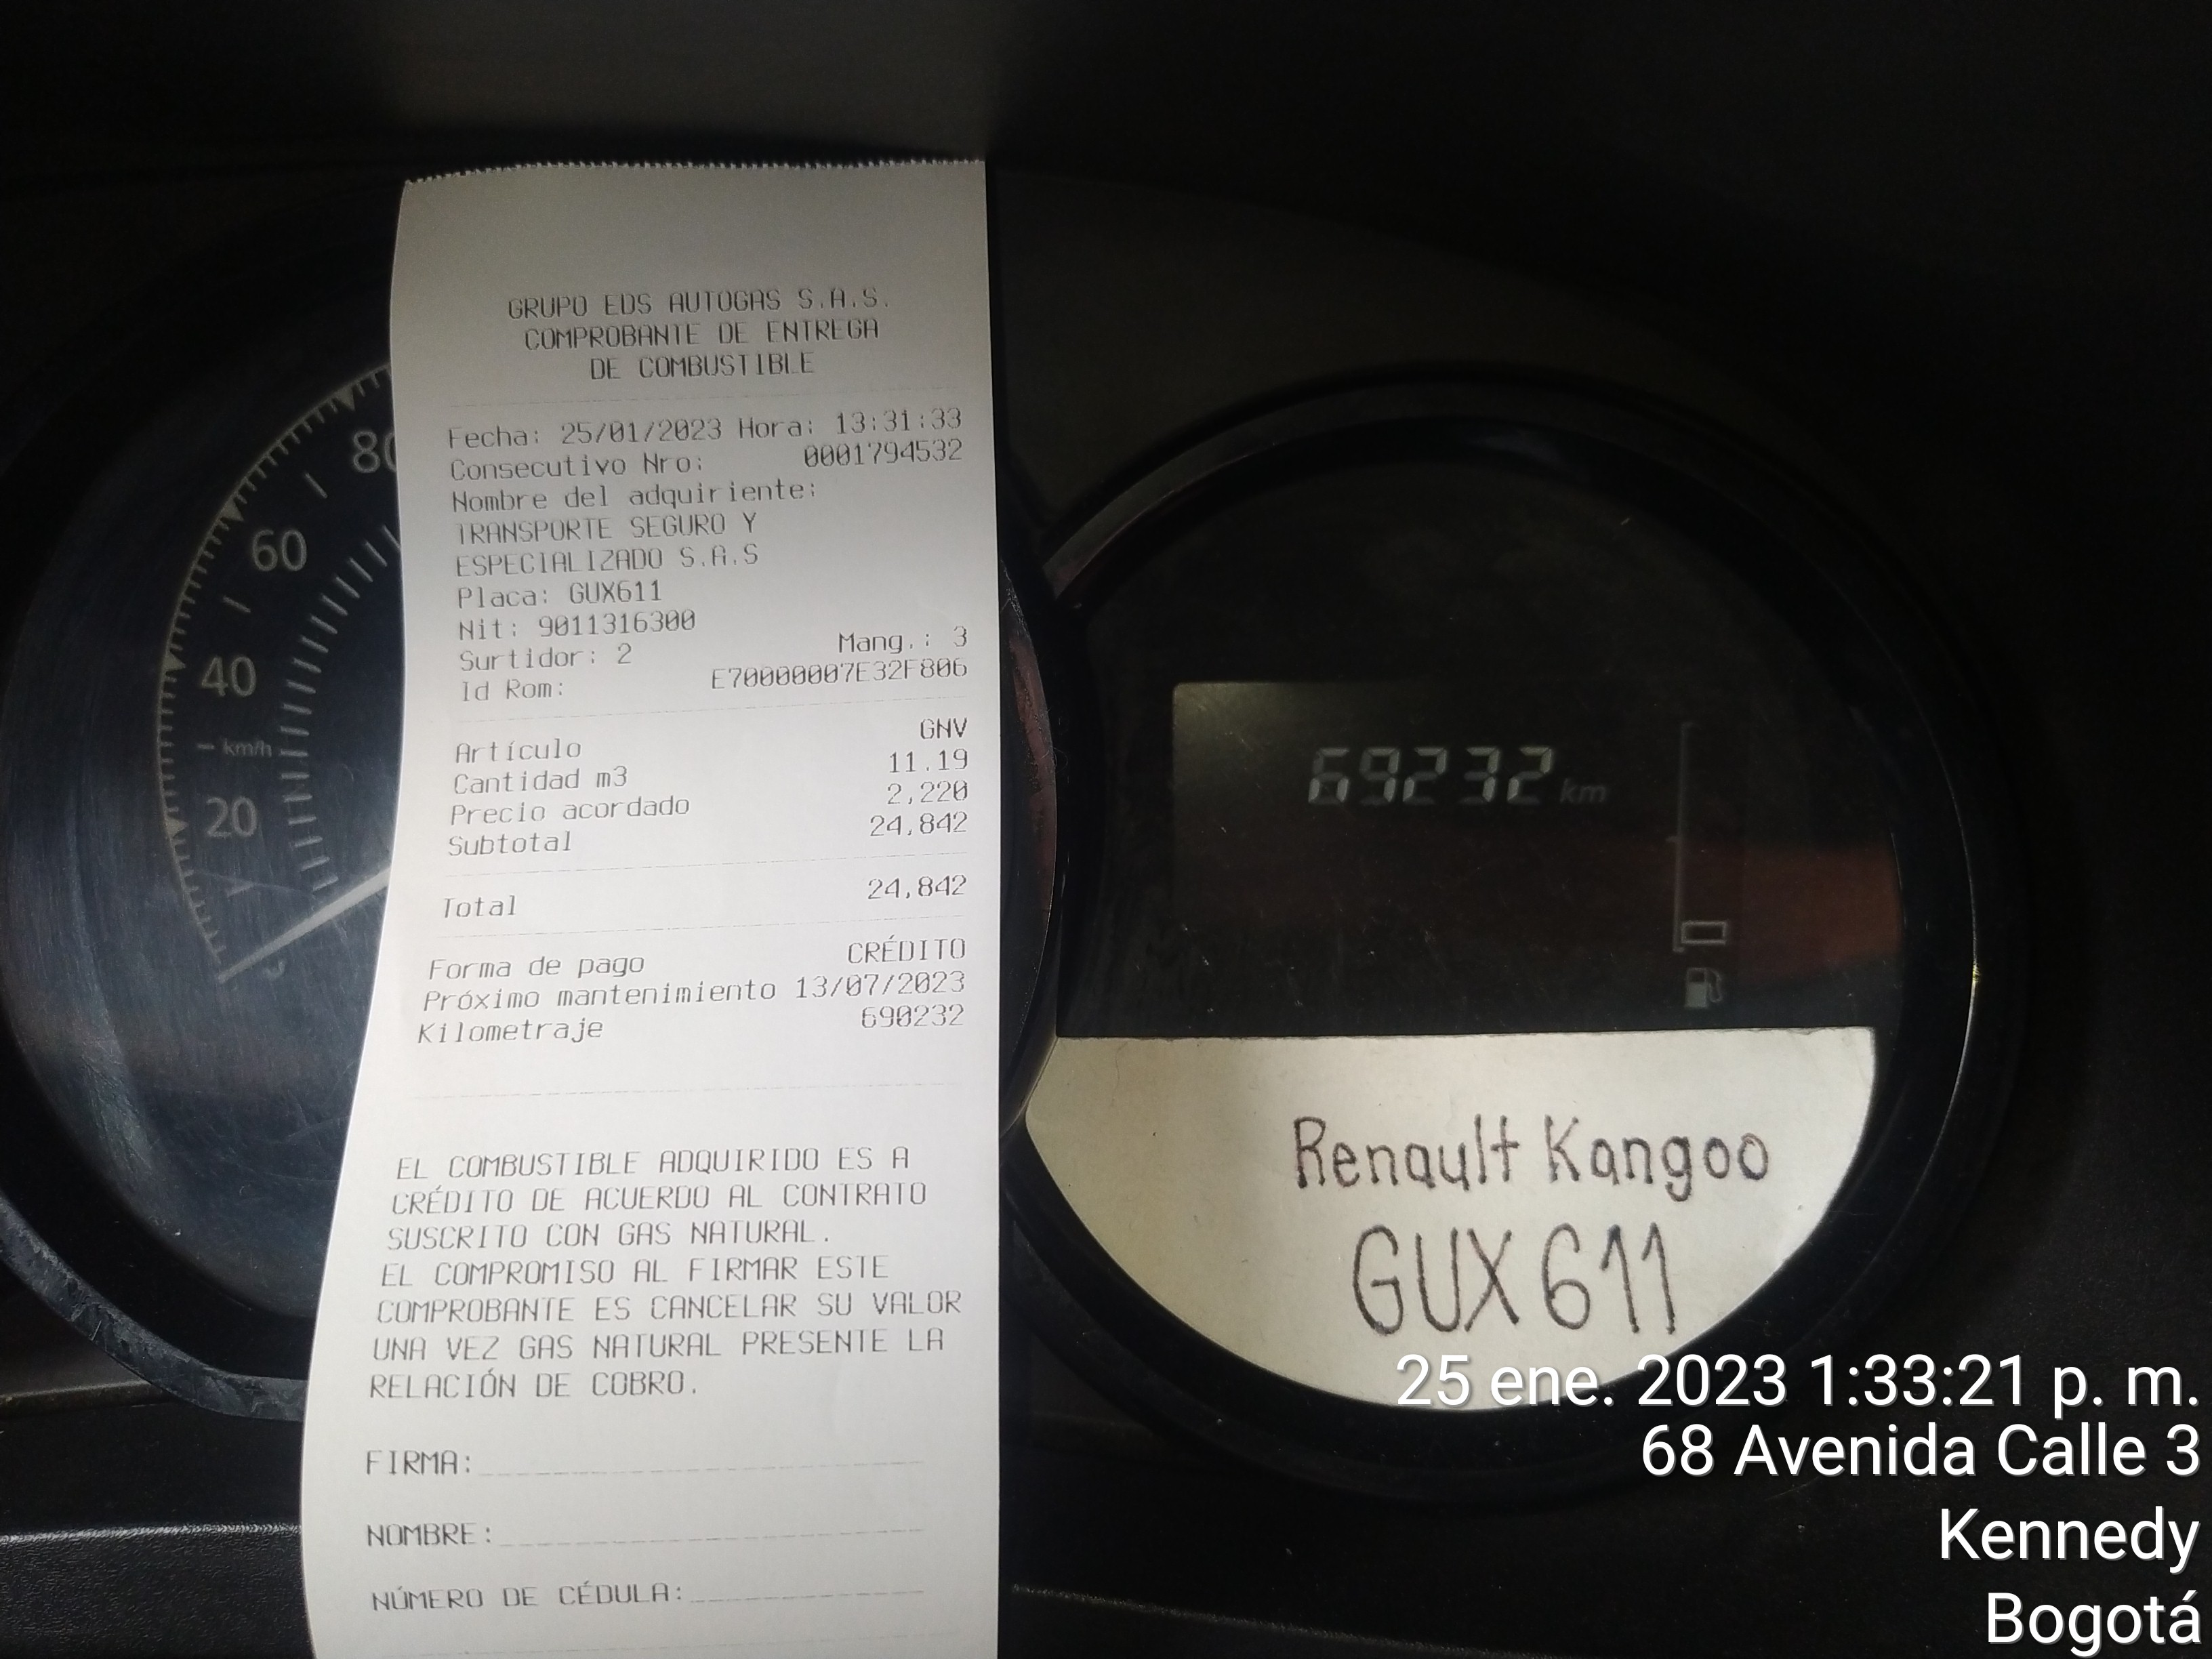 GRUPO EDS AUTOGAS S.A.S.
COMPROBANTE DE ENTREGA
DE COMBUSTIBLE
Fecha: 25/01/2023 Hora: 13:31:33
Consecutivo Nro: 0001794532
Nombre del adquiriente:
TRANSPORTE SEGURO Y
ESPECIALIZADO S.A.S
Placa: GUX611
Nit: 9011316300
Surtidor: 2 Mang.: 3
Id Rom: E70000007E32F806
Artículo GNV
Cantidad m3 11.19
Precio acordado 2,220
Subtotal 24,842
Total 24,842
Forma de pago CRÉDITO
Próximo mantenimiento 13/07/2023
Kilometraje 690232
EL COMBUSTIBLE ADQUIRIDO ES A
CRÉDITO DE ACUERDO AL CONTRATO
SUSCRITO CON GAS NATURAL.
EL COMPROMISO AL FIRMAR ESTE
COMPROBANTE ES CANCELAR SU VALOR
UNA VEZ GAS NATURAL PRESENTE LA
RELACIÓN DE COBRO.
FIRMA:
NOMBRE:
NÚMERO DE CÉDULA:
80
60
40
km/h
20
69232 km
Renault Kangoo
GUX611
25 ene. 2023 1:33:21 p. m.
68 Avenida Calle 3
Kennedy
Bogotá